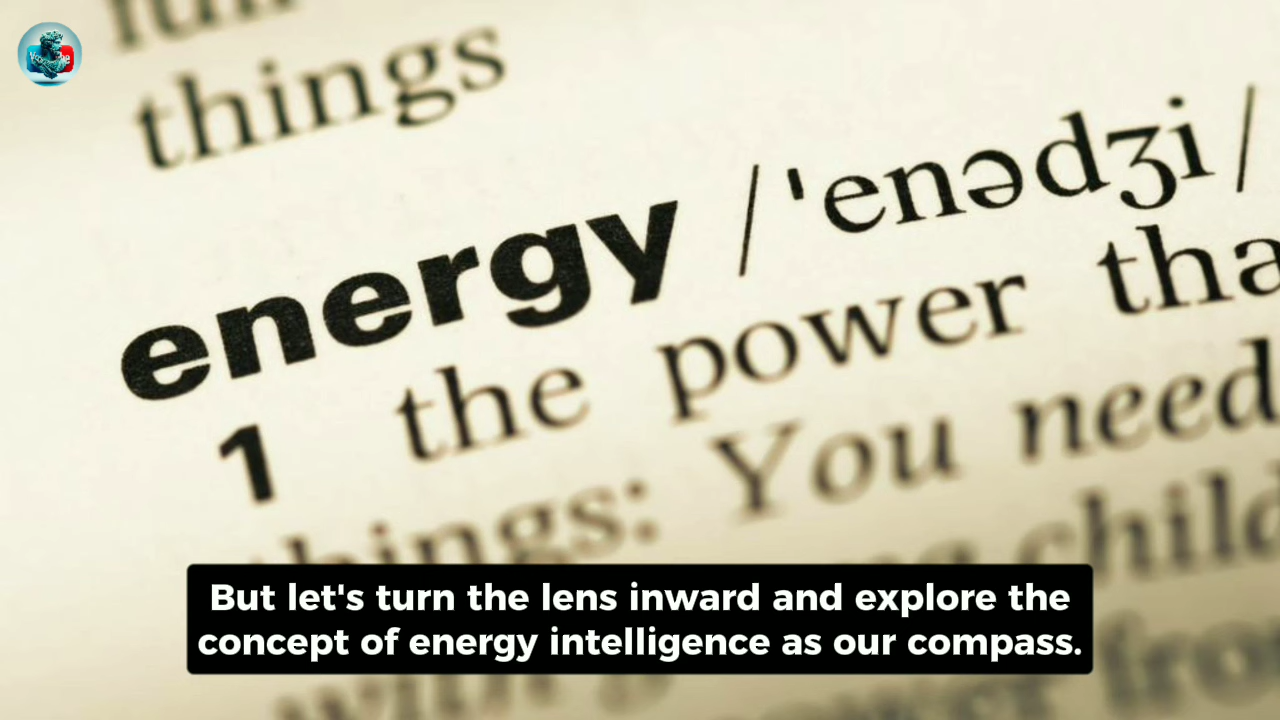 things
energy /ˈenədʒi/
1 the power tha
things: You need
child
But let's turn the lens inward and explore the
concept of energy intelligence as our compass.